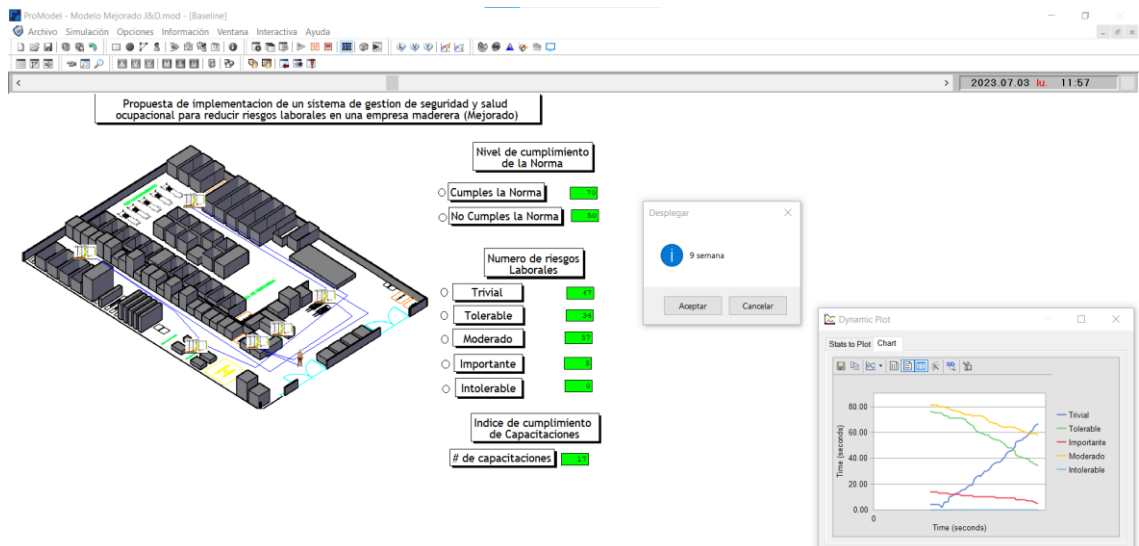 ProModel - Modelo Mejorado J&D.mod - [Baseline]
Archivo Simulación Opciones Información Ventana Interactiva Ayuda
2023.07.03 lu. 11:57
Propuesta de implementacion de un sistema de gestion de seguridad y salud
ocupacional para reducir riesgos laborales en una empresa maderera (Mejorado)
Nivel de cumplimiento
de la Norma
Cumples la Norma 70
No Cumples la Norma 50
Numero de riesgos
Laborales
Trivial 67
Tolerable 34
Moderado 57
Importante 5
Intolerable 0
Indice de cumplimiento
de Capacitaciones
# de capacitaciones 17
H
Desplegar
9 semana
Aceptar Cancelar
Dynamic Plot
Stats to Plot Chart
Time (seconds)
80.00
60.00
40.00
20.00
0.00
0
Time (seconds)
Trivial
Tolerable
Importante
Moderado
Intolerable